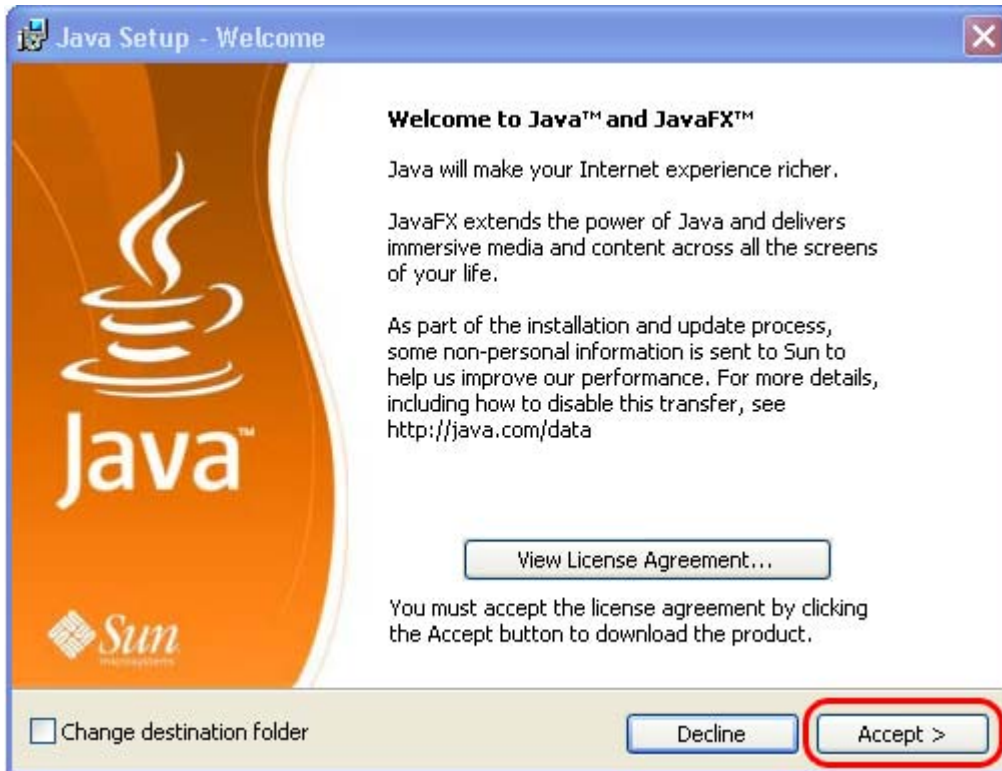 Java Setup - Welcome
Welcome to Java™ and JavaFX™
Java will make your Internet experience richer.
JavaFX extends the power of Java and delivers
immersive media and content across all the screens
of your life.
As part of the installation and update process,
some non-personal information is sent to Sun to
help us improve our performance. For more details,
including how to disable this transfer, see
http://java.com/data
Java™
View License Agreement...
You must accept the license agreement by clicking
the Accept button to download the product.
Sun
microsystems
Change destination folder
Decline
Accept >